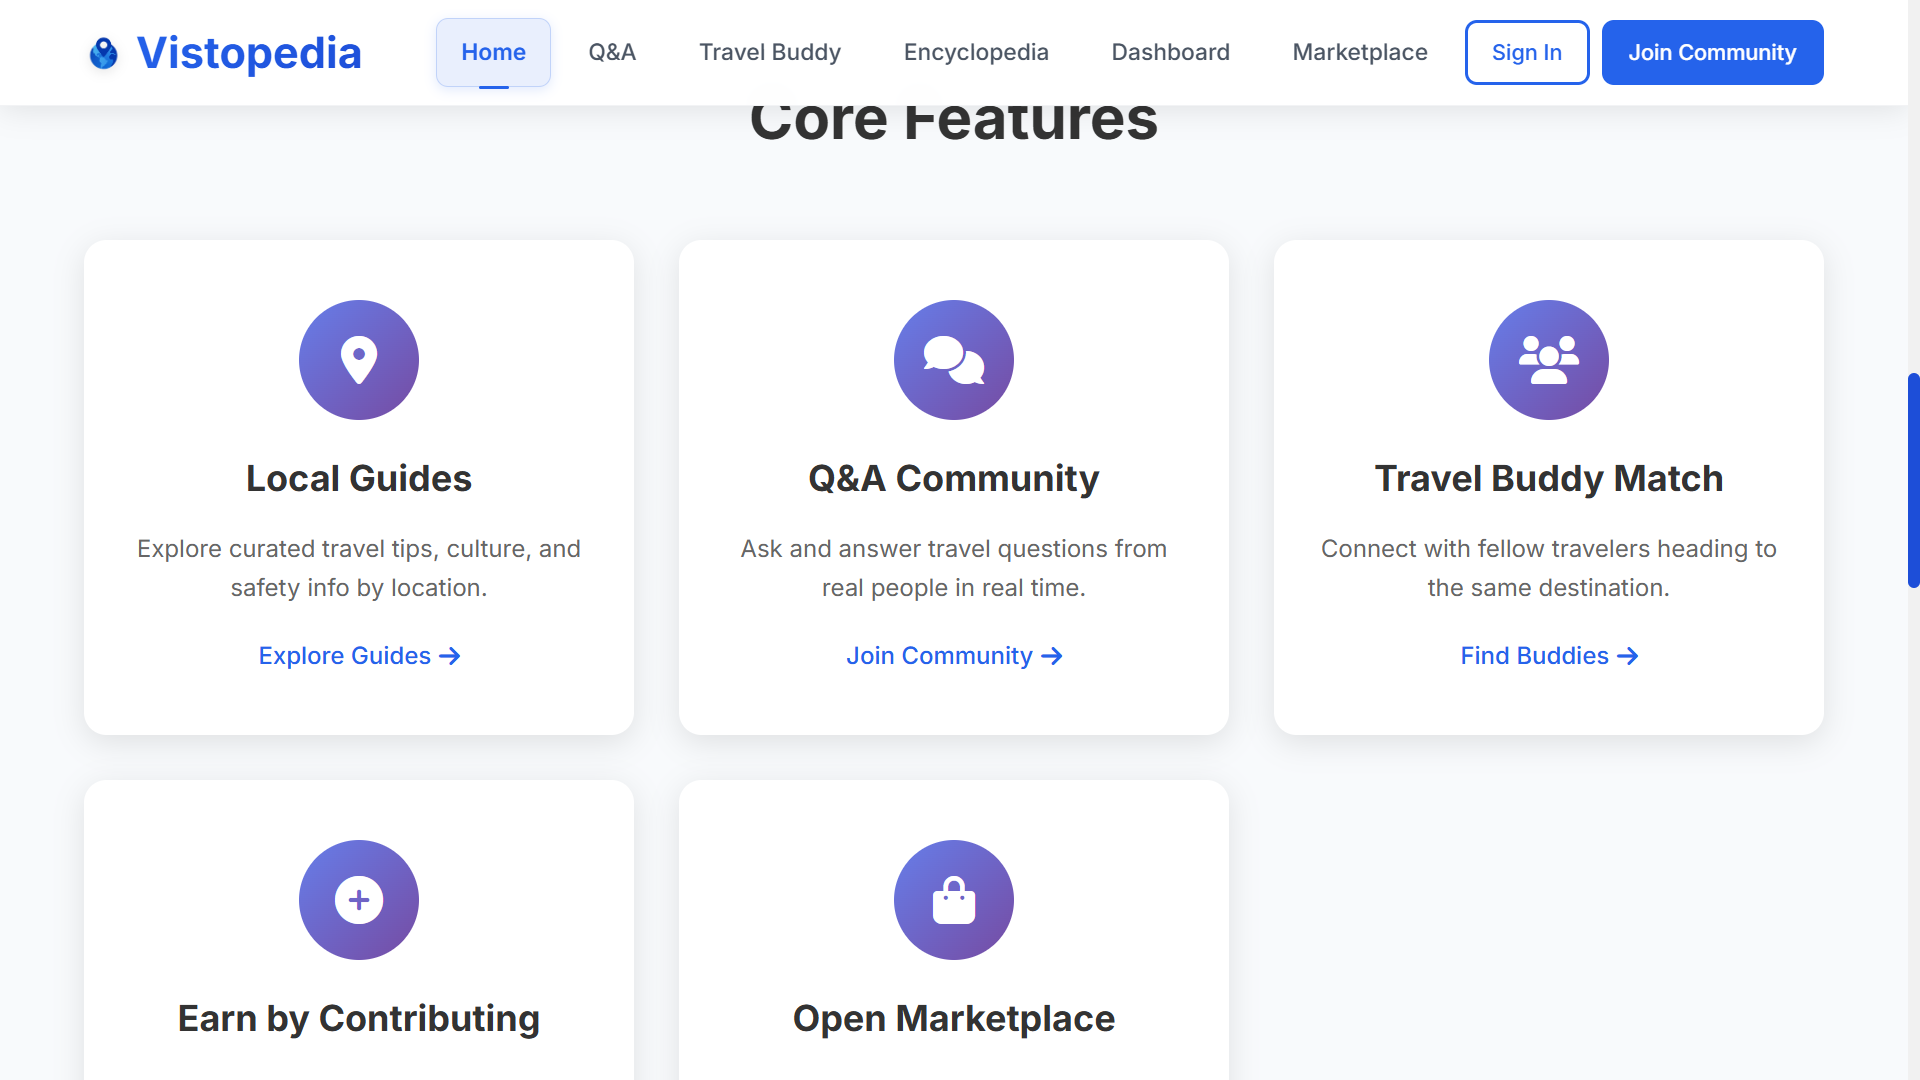 Vistopedia
Home
Q&A
Travel Buddy
Encyclopedia
Dashboard
Marketplace
Sign In
Join Community
Core Features
Local Guides
Explore curated travel tips, culture, and
safety info by location.
Explore Guides
Q&A Community
Ask and answer travel questions from
real people in real time.
Join Community
Travel Buddy Match
Connect with fellow travelers heading to
the same destination.
Find Buddies
Earn by Contributing
Open Marketplace